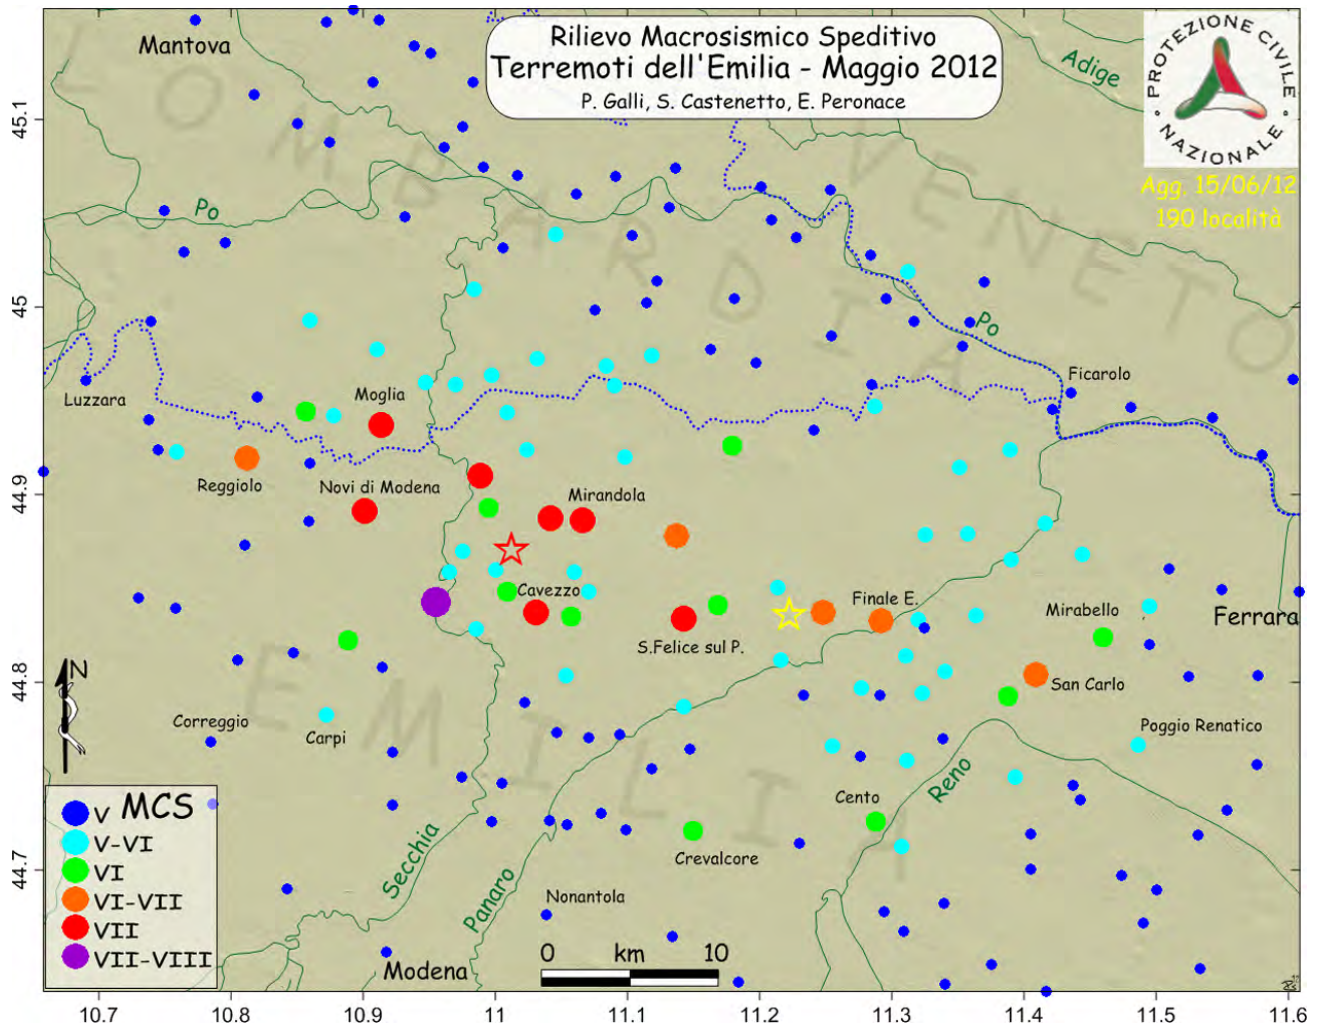 Rilievo Macrosismico Speditivo
Terremoti dell'Emilia - Maggio 2012
P. Galli, S. Castenetto, E. Peronace
PROTEZIONE CIVILE
NAZIONALE
Agg. 15/06/12
190 località
Mantova
Adige
LOMBARDIA
VENETO
Po
Po
Ficarolo
Luzzara
Moglia
Reggiolo
Novi di Modena
Mirandola
Cavezzo
Finale E.
Mirabello
Ferrara
S.Felice sul P.
San Carlo
N
EMILIA
Correggio
Carpi
Poggio Renatico
Reno
Cento
Crevalcore
Secchia
Panaro
Nonantola
Modena
MCS
V
V-VI
VI
VI-VII
VII
VII-VIII
0 km 10
45.1
45
44.9
44.8
44.7
10.7 10.8 10.9 11 11.1 11.2 11.3 11.4 11.5 11.6